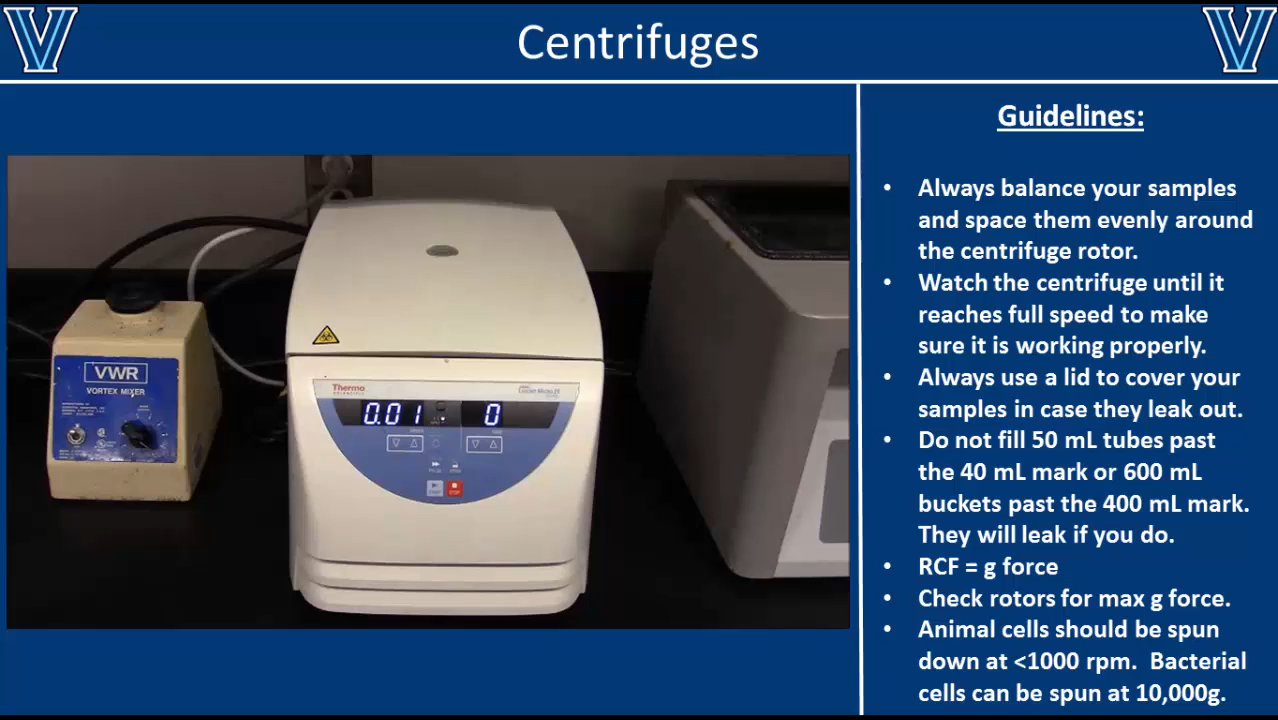 V
Centrifuges
V
Guidelines:
• Always balance your samples
and space them evenly around
the centrifuge rotor.
• Watch the centrifuge until it
reaches full speed to make
sure it is working properly.
• Always use a lid to cover your
samples in case they leak out.
• Do not fill 50 mL tubes past
the 40 mL mark or 600 mL
buckets past the 400 mL mark.
They will leak if you do.
• RCF = g force
• Check rotors for max g force.
• Animal cells should be spun
down at <1000 rpm.  Bacterial
cells can be spun at 10,000g.
VWR
VORTEX MIXER
Thermo
SCIENTIFIC
0.01 0
STOP